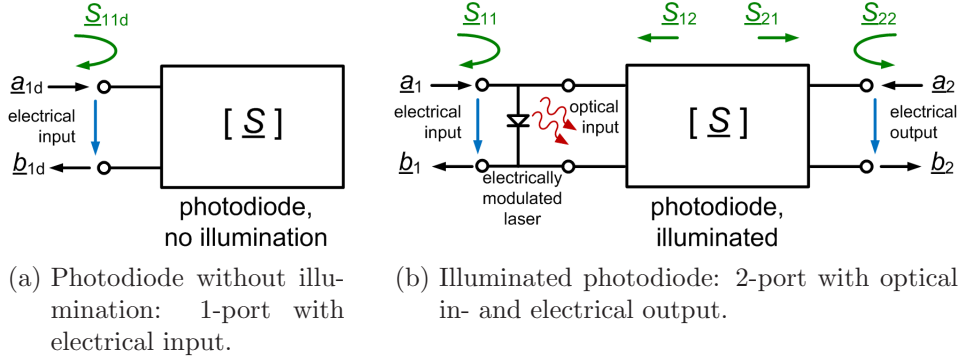 S11d
a1d
electrical
input
b1d
[ S ]
photodiode,
no illumination
(a) Photodiode without illu-
mination: 1-port with
electrical input.
S11
S12
S21
S22
a1
electrical
input
b1
optical
input
electrically
modulated
laser
[ S ]
photodiode,
illuminated
a2
electrical
output
b2
(b) Illuminated photodiode: 2-port with optical
in- and electrical output.